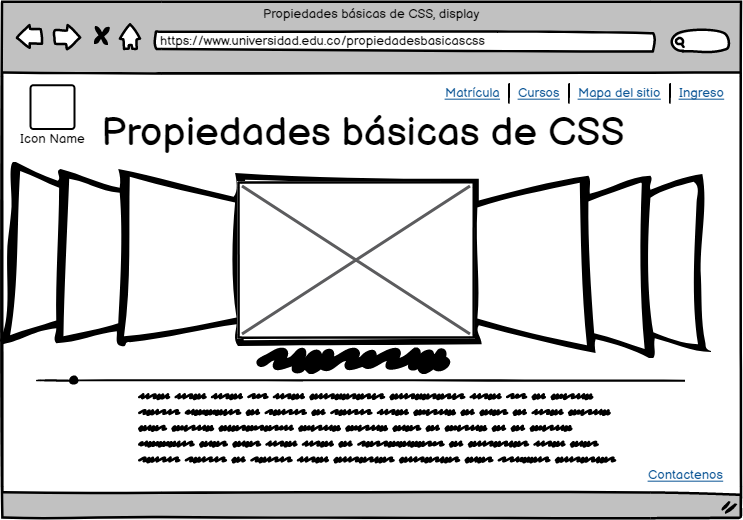 Propiedades básicas de CSS, display
https://www.universidad.edu.co/propiedadesbasicascss
Matrícula Cursos Mapa del sitio Ingreso
Icon Name
Propiedades básicas de CSS
Contactenos